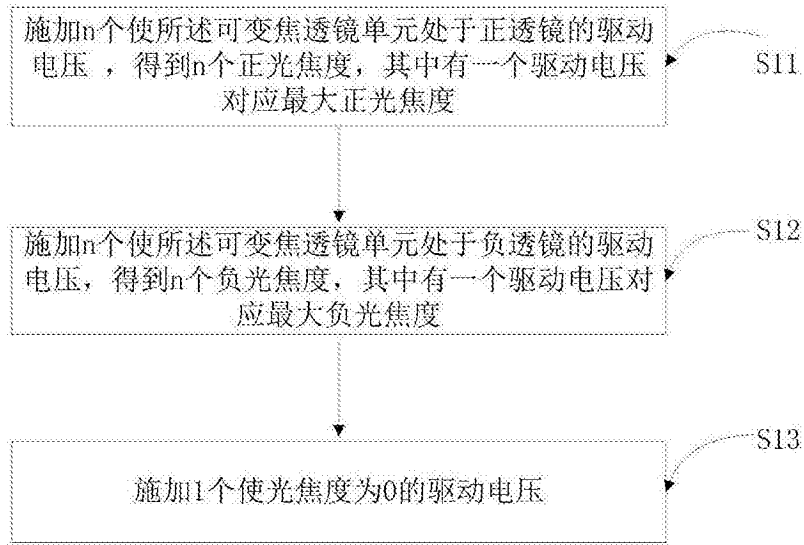 施加n个使所述可变焦透镜单元处于正透镜的驱动
电压 ，得到n个正光焦度，其中有一个驱动电压
对应最大正光焦度
S11
施加n个使所述可变焦透镜单元处于负透镜的驱动
电压，得到n个负光焦度，其中有一个驱动电压对
应最大负光焦度
S12
施加1个使光焦度为0的驱动电压
S13